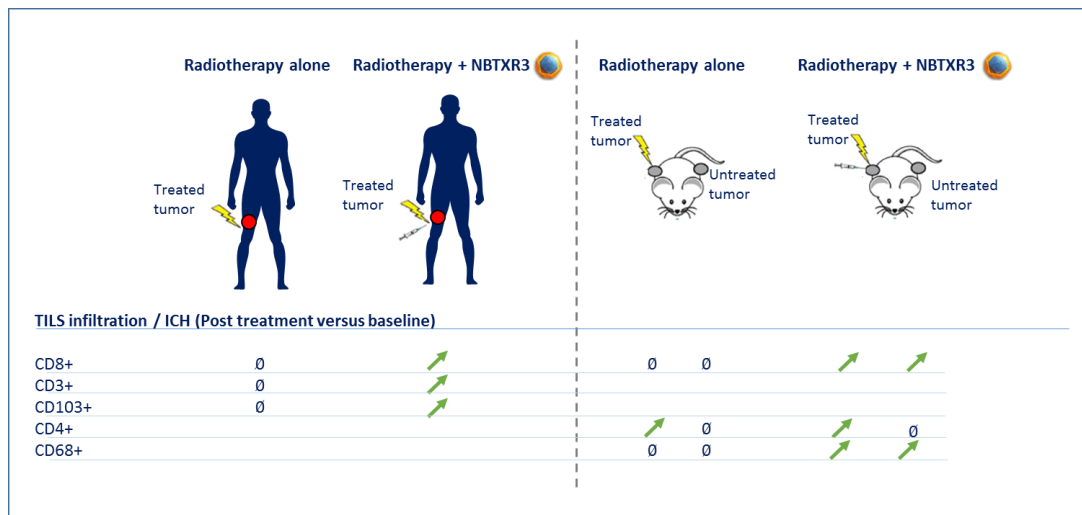 Radiotherapy alone
Radiotherapy + NBTXR3
Radiotherapy alone
Radiotherapy + NBTXR3
Treated
tumor
Treated
tumor
Treated
tumor
Untreated
tumor
Treated
tumor
Untreated
tumor
TILS infiltration / ICH (Post treatment versus baseline)
CD8+ Ø Ø Ø
CD3+ Ø
CD103+ Ø
CD4+ Ø Ø
CD68+ Ø Ø